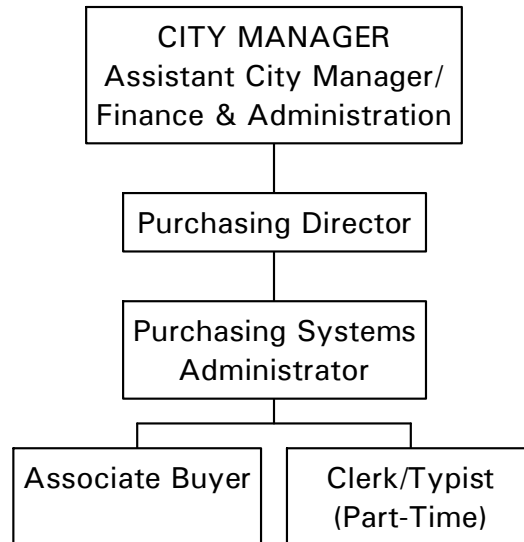 CITY MANAGER
Assistant City Manager/
Finance & Administration
Purchasing Director
Purchasing Systems
Administrator
Associate Buyer
Clerk/Typist
(Part-Time)